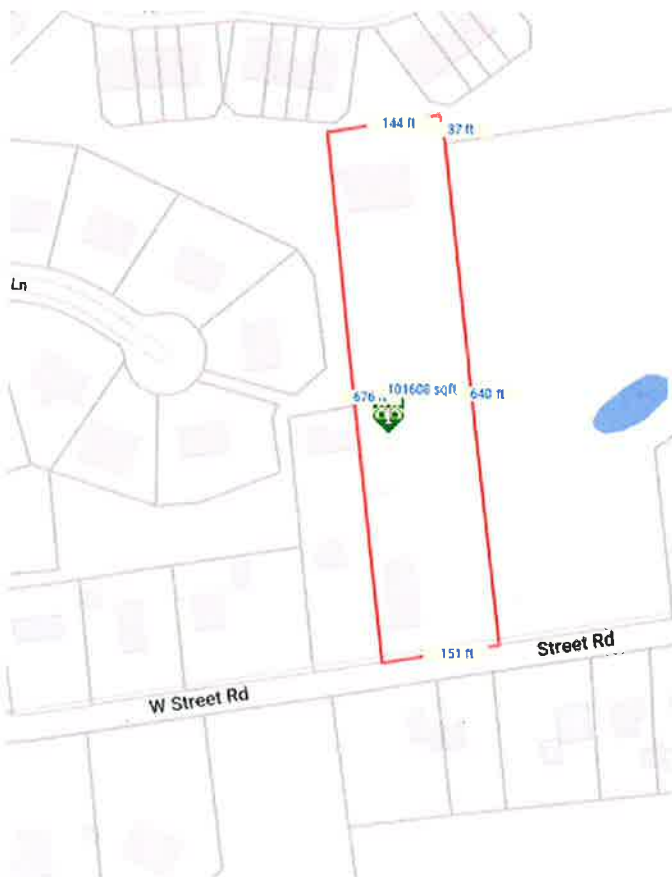 144 ft
37 ft
Ln
101608 sqft
640 ft
151 ft
Street Rd
W Street Rd